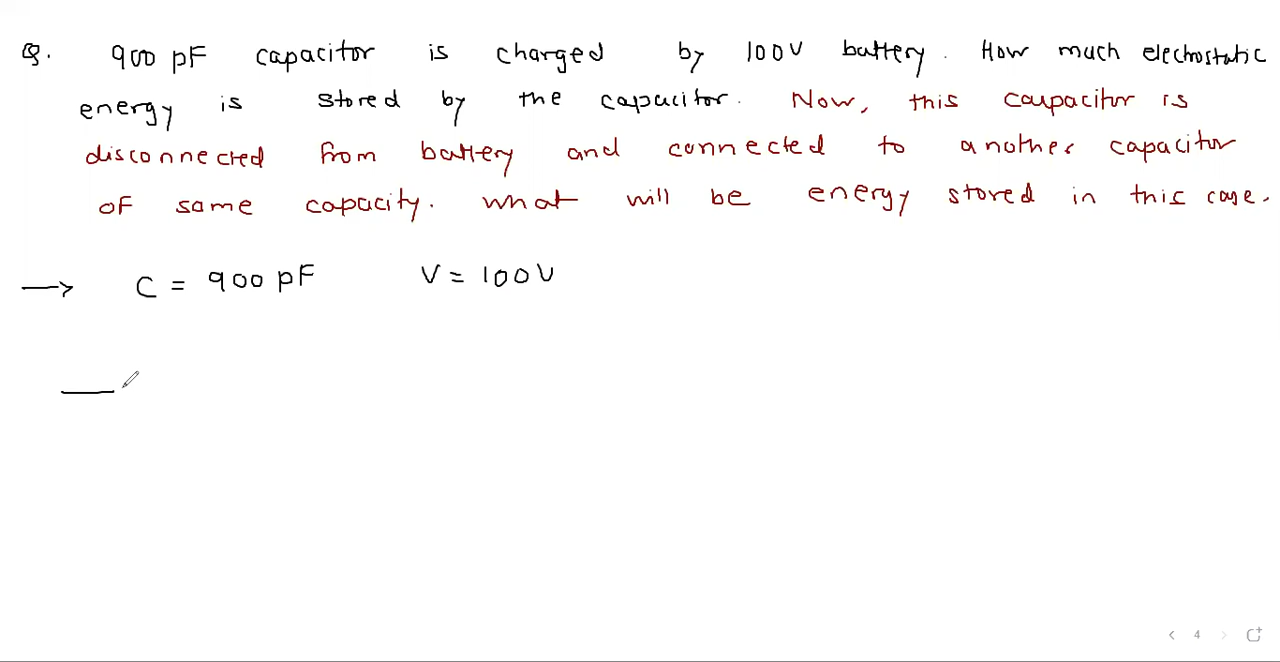 Q. 900 pF capacitor is charged by 100V battery. How much electrostatic
energy is stored by the capacitor. Now, this capacitor is
disconnected from battery and connected to another capacitor
of same capacity. what will be energy stored in this case.
→ C = 900 pF V = 100V
< 4 >